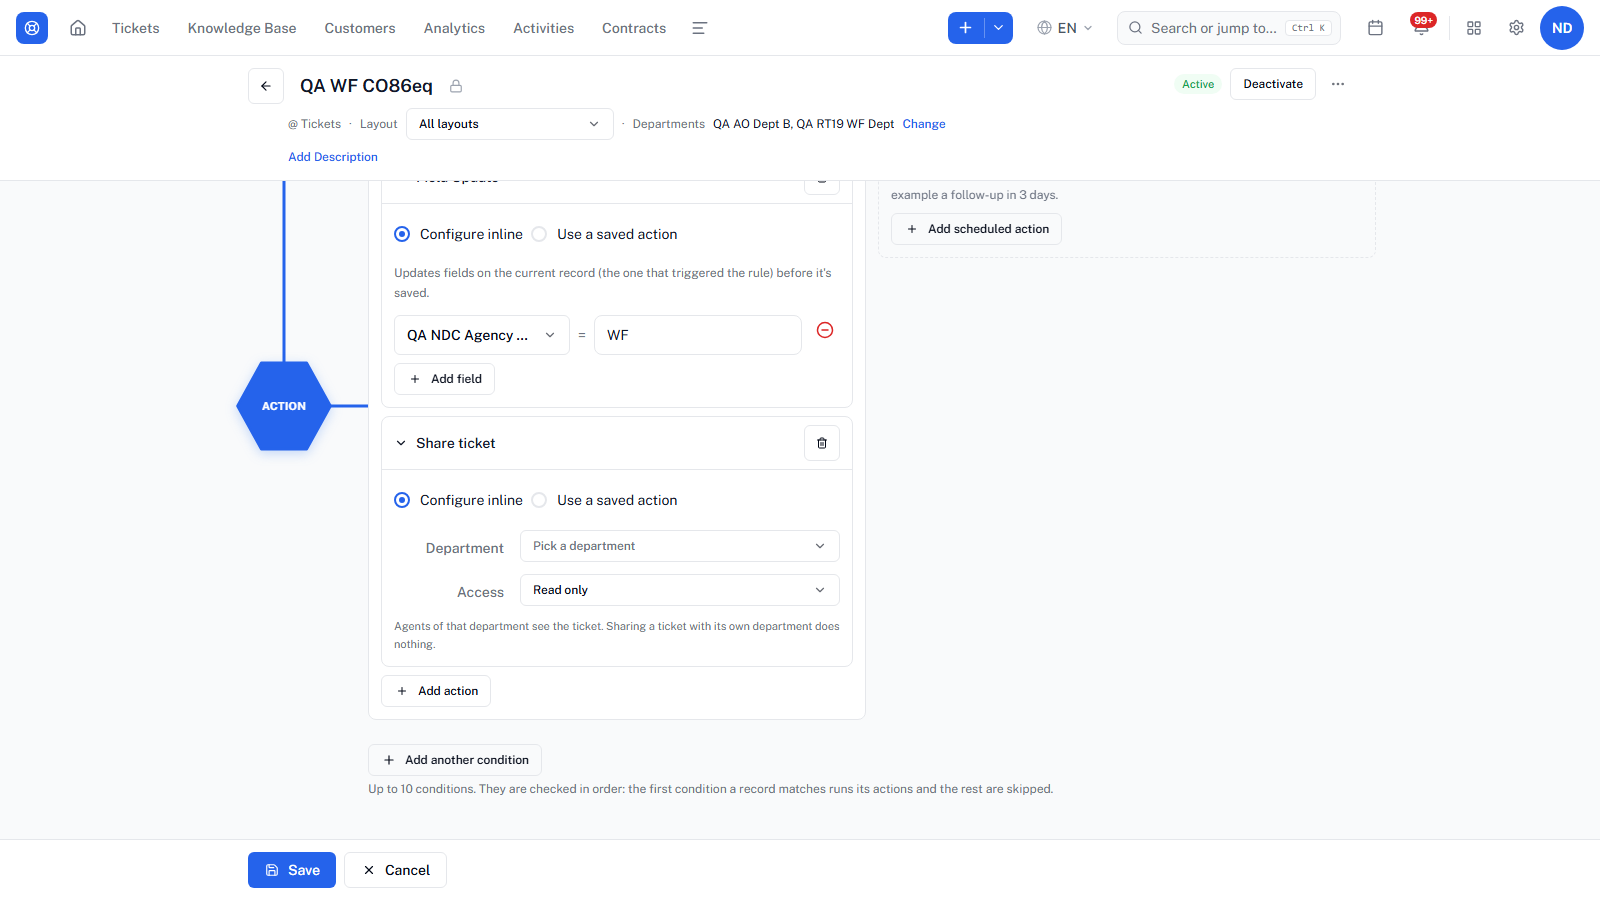 Tickets
Knowledge Base
Customers
Analytics
Activities
Contracts
EN
Search or jump to...
Ctrl K
99+
ND
QA WF CO86eq
Active
Deactivate
@ Tickets · Layout
All layouts
· Departments QA AO Dept B, QA RT19 WF Dept Change
Add Description
example a follow-up in 3 days.
Add scheduled action
Configure inline
Use a saved action
Updates fields on the current record (the one that triggered the rule) before it's
saved.
QA NDC Agency ...
=
WF
Add field
ACTION
Share ticket
Configure inline
Use a saved action
Department
Pick a department
Access
Read only
Agents of that department see the ticket. Sharing a ticket with its own department does
nothing.
Add action
Add another condition
Up to 10 conditions. They are checked in order: the first condition a record matches runs its actions and the rest are skipped.
Save
Cancel